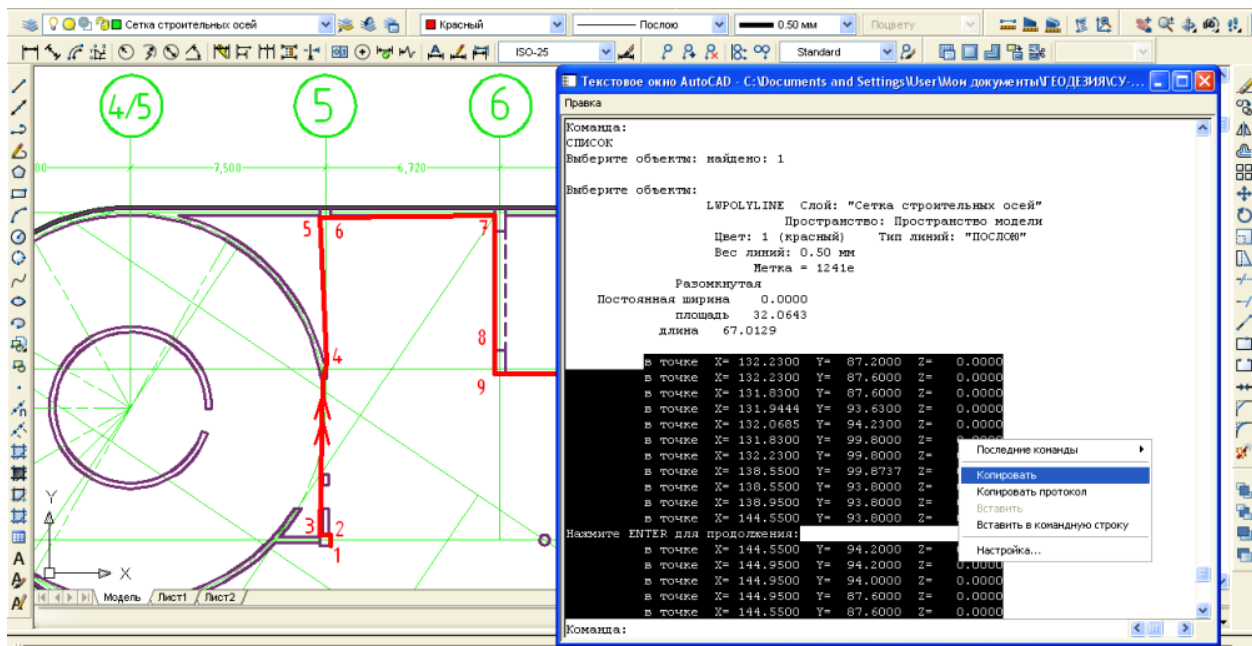 Сетка строительных осей
Красный
Послою
0.50 мм
Поцвету
ISO-25
Standard
4/5
5
6
00
7,500
6,720
5
6
7
4
8
9
3
2
1
Y
X
Модель
Лист1
Лист2
Текстовое окно AutoCAD - C:\Documents and Settings\User\Мои документы\ГЕОДЕЗИЯ\СУ-...
Правка
Команда:
СПИСОК
Выберите объекты: найдено: 1
Выберите объекты:
LWPOLYLINE Слой: "Сетка строительных осей"
Пространство: Пространство модели
Цвет: 1 (красный) Тип линий: "ПОСЛОЮ"
Вес линий: 0.50 мм
Метка = 1241e
Разомкнутая
Постоянная ширина 0.0000
площадь 32.0643
длина 67.0129
в точке X= 132.2300 Y= 87.2000 Z= 0.0000
в точке X= 132.2300 Y= 87.6000 Z= 0.0000
в точке X= 131.8300 Y= 87.6000 Z= 0.0000
в точке X= 131.9444 Y= 93.6300 Z= 0.0000
в точке X= 132.0685 Y= 94.2300 Z= 0.0000
в точке X= 131.8300 Y= 99.8000 Z=
в точке X= 132.2300 Y= 99.8000 Z=
в точке X= 138.5500 Y= 99.8737 Z=
в точке X= 138.5500 Y= 93.8000 Z=
в точке X= 138.9500 Y= 93.8000 Z=
в точке X= 144.5500 Y= 93.8000 Z=
Нажмите ENTER для продолжения:
в точке X= 144.5500 Y= 94.2000 Z=
в точке X= 144.9500 Y= 94.2000 Z= 0.0000
в точке X= 144.9500 Y= 94.0000 Z= 0.0000
в точке X= 144.9500 Y= 87.6000 Z= 0.0000
в точке X= 144.5500 Y= 87.6000 Z= 0.0000
Команда:
Последние команды
Копировать
Копировать протокол
Вставить
Вставить в командную строку
Настройка...